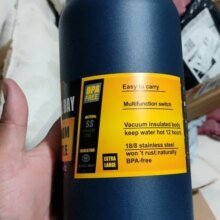 BPA
FREE
SS
EXTRA
LARGE
Easy to carry
Multifunction switch
Vacuum insulated body
keep water hot 12 hours
18/8 stainless steel
won 't rust:naturally
BPA-free